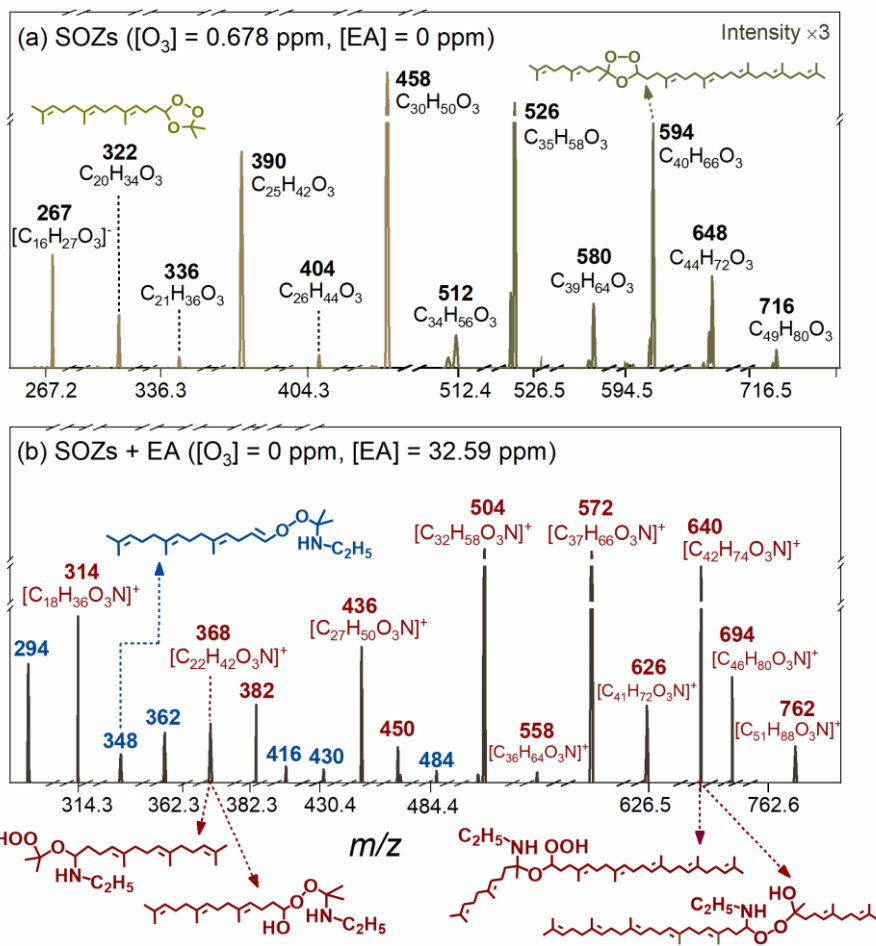 (a) SOZs ([O₃] = 0.678 ppm, [EA] = 0 ppm)
Intensity ×3
O O
O
O–O
O
267
[C₁₆H₂₇O₃]⁻
322
C₂₀H₃₄O₃
336
C₂₁H₃₆O₃
390
C₂₅H₄₂O₃
404
C₂₆H₄₄O₃
458
C₃₀H₅₀O₃
512
C₃₄H₅₆O₃
526
C₃₅H₅₈O₃
580
C₃₉H₆₄O₃
594
C₄₀H₆₆O₃
648
C₄₄H₇₂O₃
716
C₄₉H₈₀O₃
267.2 336.3 404.3 512.4 526.5 594.5 716.5
(b) SOZs + EA ([O₃] = 0 ppm, [EA] = 32.59 ppm)
O O
HN–C₂H₅
294
314
[C₁₈H₃₆O₃N]⁺
348
362
368
[C₂₂H₄₂O₃N]⁺
382
416
430
436
[C₂₇H₅₀O₃N]⁺
450
484
504
[C₃₂H₅₈O₃N]⁺
558
[C₃₆H₆₄O₃N]⁺
572
[C₃₇H₆₆O₃N]⁺
626
[C₄₁H₇₂O₃N]⁺
640
[C₄₂H₇₄O₃N]⁺
694
[C₄₆H₈₀O₃N]⁺
762
[C₅₁H₈₈O₃N]⁺
314.3 362.3 382.3 430.4 484.4 626.5 762.6
m/z
HOO
O
HN–C₂H₅
O O
HO HN–C₂H₅
C₂H₅–NH OOH
O
HO
C₂H₅–NH
O O